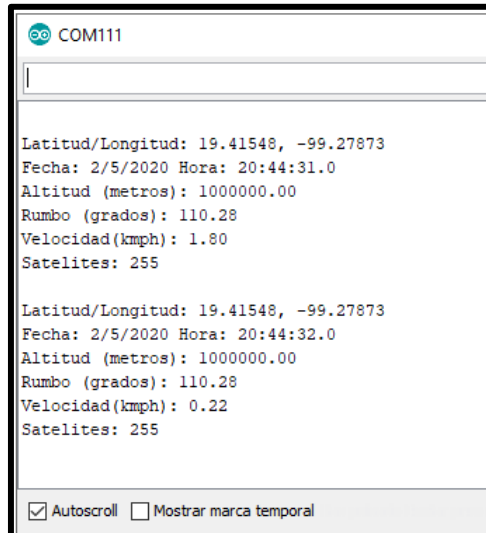 COM111
Latitud/Longitud: 19.41548, -99.27873
Fecha: 2/5/2020 Hora: 20:44:31.0
Altitud (metros): 1000000.00
Rumbo (grados): 110.28
Velocidad(kmph): 1.80
Satelites: 255
Latitud/Longitud: 19.41548, -99.27873
Fecha: 2/5/2020 Hora: 20:44:32.0
Altitud (metros): 1000000.00
Rumbo (grados): 110.28
Velocidad(kmph): 0.22
Satelites: 255
Autoscroll Mostrar marca temporal